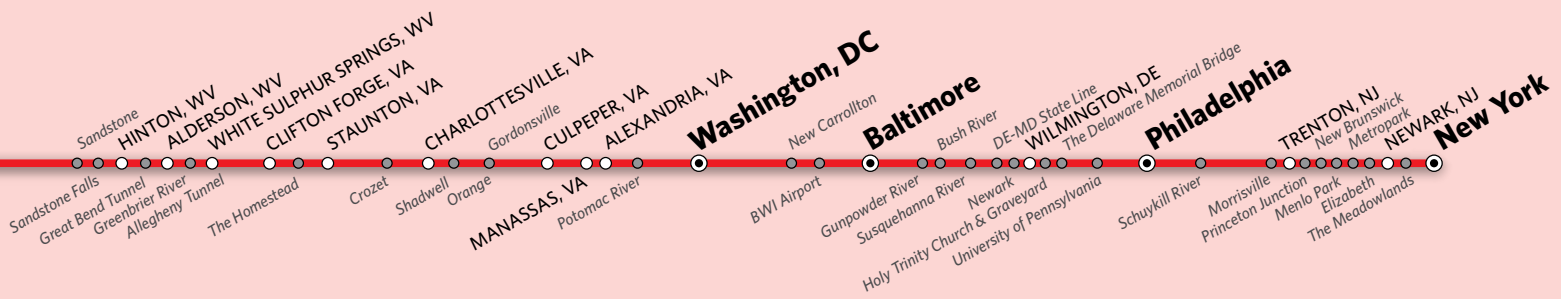 Sandstone
HINTON, WV
ALDERSON, WV
WHITE SULPHUR SPRINGS, WV
CLIFTON FORGE, VA
STAUNTON, VA
CHARLOTTESVILLE, VA
Gordonsville
CULPEPER, VA
ALEXANDRIA, VA
Washington, DC
New Carrollton
Baltimore
Bush River
DE-MD State Line
WILMINGTON, DE
The Delaware Memorial Bridge
Philadelphia
TRENTON, NJ
New Brunswick
Metropark
NEWARK, NJ
New York
Sandstone Falls
Great Bend Tunnel
Greenbrier River
Allegheny Tunnel
The Homestead
Crozet
Shadwell
Orange
MANASSAS, VA
Potomac River
BWI Airport
Gunpowder River
Susquehanna River
Newark
Holy Trinity Church & Graveyard
University of Pennsylvania
Schuykill River
Morrisville
Princeton Junction
Menlo Park
Elizabeth
The Meadowlands